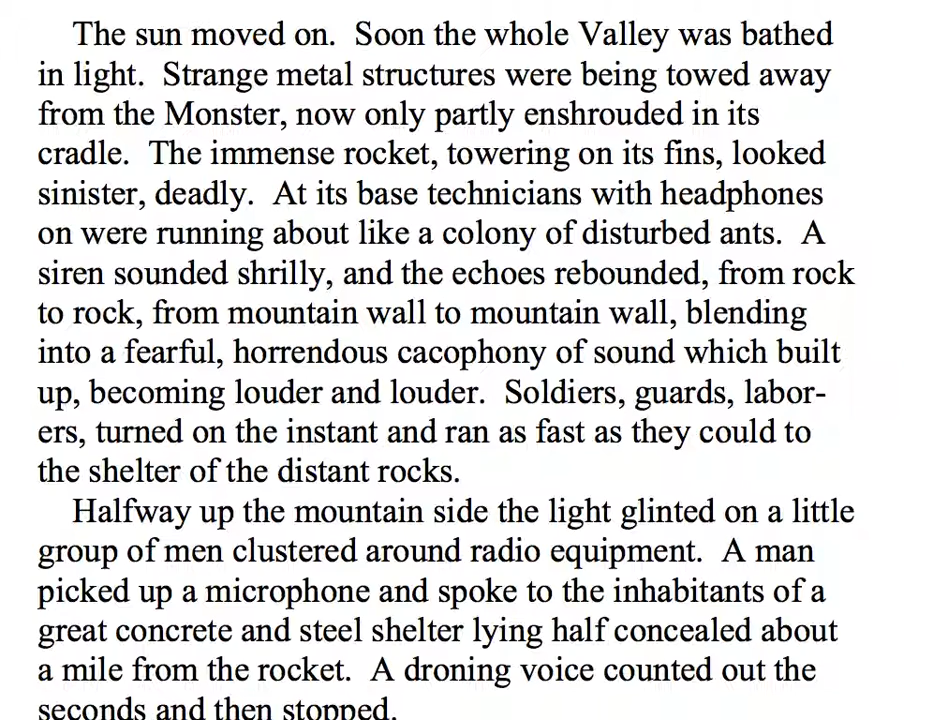 The sun moved on. Soon the whole Valley was bathed
in light. Strange metal structures were being towed away
from the Monster, now only partly enshrouded in its
cradle. The immense rocket, towering on its fins, looked
sinister, deadly. At its base technicians with headphones
on were running about like a colony of disturbed ants. A
siren sounded shrilly, and the echoes rebounded, from rock
to rock, from mountain wall to mountain wall, blending
into a fearful, horrendous cacophony of sound which built
up, becoming louder and louder. Soldiers, guards, labor-
ers, turned on the instant and ran as fast as they could to
the shelter of the distant rocks.
Halfway up the mountain side the light glinted on a little
group of men clustered around radio equipment. A man
picked up a microphone and spoke to the inhabitants of a
great concrete and steel shelter lying half concealed about
a mile from the rocket. A droning voice counted out the
seconds and then stopped.